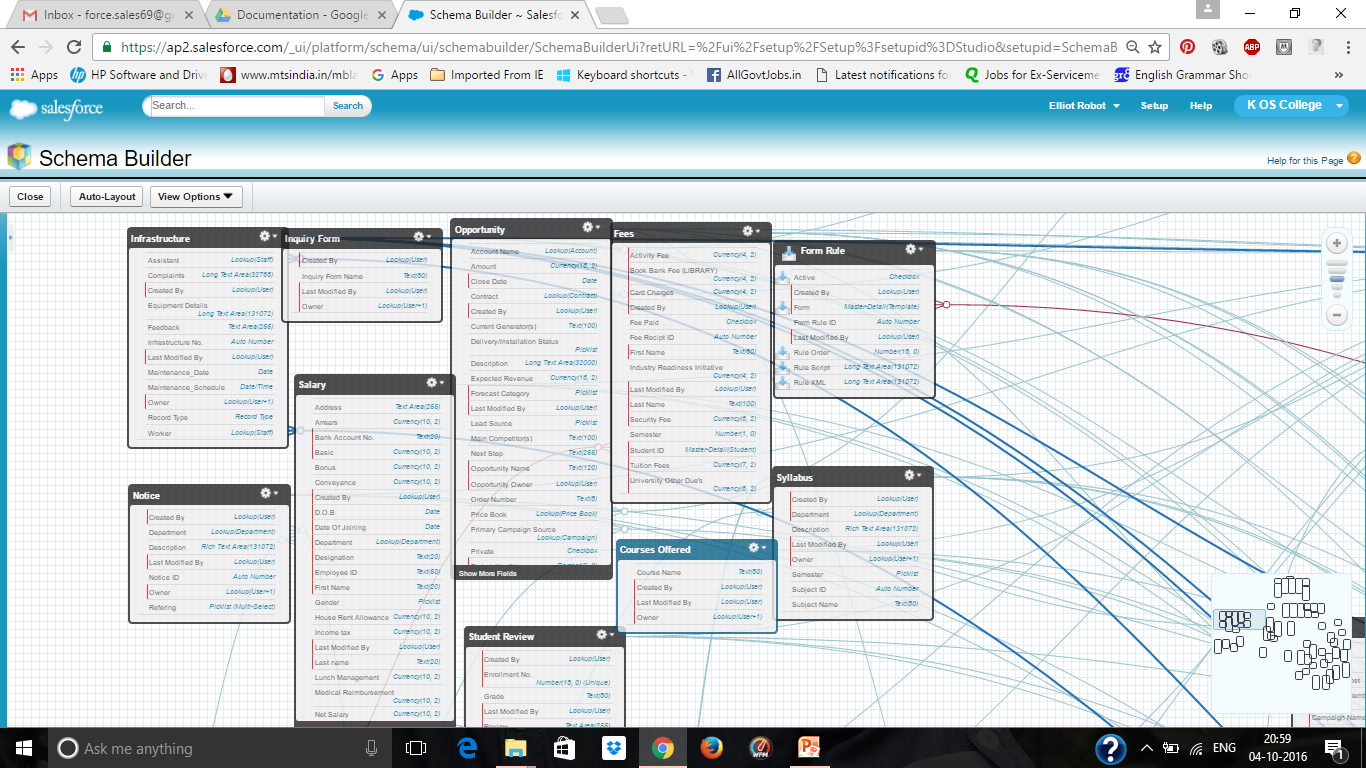 Inbox - force.sales69@gr
Documentation - Google
Schema Builder ~ Salesfo
https://ap2.salesforce.com/_ui/platform/schema/ui/schemabuilder/SchemaBuilderUi?retURL=%2Fui%2Fsetup%2FSetup%3Fsetupid%3DStudio&setupid=SchemaB
ABP
Apps
HP Software and Drive
www.mtsindia.in/mbla
Apps
Imported From IE
Keyboard shortcuts -
AllGovtJobs.in
Latest notifications fo
Jobs for Ex-Serviceme
English Grammar Sho
salesforce
Search...
Search
Elliot Robot
Setup
Help
K OS College
Schema Builder
Help for this Page
Close
Auto-Layout
View Options
Infrastructure
Assistant Lookup(Staff)
Complaints Long Text Area(32768)
Created By Lookup(User)
Equipment Details
Long Text Area(131072)
Feedback Text Area(255)
Infrastructure No. Auto Number
Last Modified By Lookup(User)
Maintenance_Date Date
Maintenance_Schedule Date/Time
Owner Lookup(User+1)
Record Type Record Type
Worker Lookup(Staff)
Inquiry Form
Created By Lookup(User)
Inquiry Form Name Text(80)
Last Modified By Lookup(User)
Owner Lookup(User+1)
Opportunity
Account Name Lookup(Account)
Amount Currency(16, 2)
Close Date Date
Contract Lookup(Contract)
Created By Lookup(User)
Current Generator(s) Text(100)
Delivery/Installation Status
Picklist
Description Long Text Area(32000)
Expected Revenue Currency(16, 2)
Forecast Category Picklist
Last Modified By Lookup(User)
Lead Source Picklist
Main Competitor(s) Text(100)
Next Step Text(255)
Opportunity Name Text(120)
Opportunity Owner Lookup(User)
Order Number Text(8)
Price Book Lookup(Price Book)
Primary Campaign Source
Lookup(Campaign)
Private Checkbox
Show More Fields
Fees
Activity Fee Currency(4, 2)
Book Bank Fee (LIBRARY)
Currency(4, 2)
Card Charges Currency(4, 2)
Created By Lookup(User)
Fee Paid Checkbox
Fee Recipt ID Auto Number
First Name Text(80)
Industry Readiness Initiative
Currency(4, 2)
Last Modified By Lookup(User)
Last Name Text(100)
Security Fee Currency(6, 2)
Semester Number(1, 0)
Student ID Master-Detail(Student)
Tuition Fees Currency(7, 2)
University Other Due's
Currency(6, 2)
Form Rule
Active Checkbox
Created By Lookup(User)
Form Master-Detail(Template)
Form Rule ID Auto Number
Last Modified By Lookup(User)
Rule Order Number(18, 0)
Rule Script Long Text Area(131072)
Rule XML Long Text Area(131072)
Salary
Address Text Area(255)
Arrears Currency(10, 2)
Bank Account No. Text(20)
Basic Currency(10, 2)
Bonus Currency(10, 2)
Conveyance Currency(10, 2)
Created By Lookup(User)
D.O.B Date
Date Of Joining Date
Department Lookup(Department)
Designation Text(20)
Employee ID Text(50)
First Name Text(20)
Gender Picklist
House Rent Allowance Currency(10, 2)
Income tax Currency(10, 2)
Last Modified By Lookup(User)
Last name Text(20)
Lunch Management Currency(10, 2)
Medical Reimbursement
Currency(10, 2)
Net Salary Currency(10, 2)
Notice
Created By Lookup(User)
Department Lookup(Department)
Description Rich Text Area(131072)
Last Modified By Lookup(User)
Notice ID Auto Number
Owner Lookup(User+1)
Refering Picklist (Multi-Select)
Syllabus
Created By Lookup(User)
Department Lookup(Department)
Description Rich Text Area(131072)
Last Modified By Lookup(User)
Owner Lookup(User+1)
Semester Picklist
Subject ID Auto Number
Subject Name Text(80)
Courses Offered
Course Name Text(80)
Created By Lookup(User)
Last Modified By Lookup(User)
Owner Lookup(User+1)
Student Review
Created By Lookup(User)
Enrollment No.
Number(18, 0) (Unique)
Grade Text(80)
Last Modified By Lookup(User)
Review Text Area(255)
Campaign Name
Ask me anything
ENG
20:59
04-10-2016
1